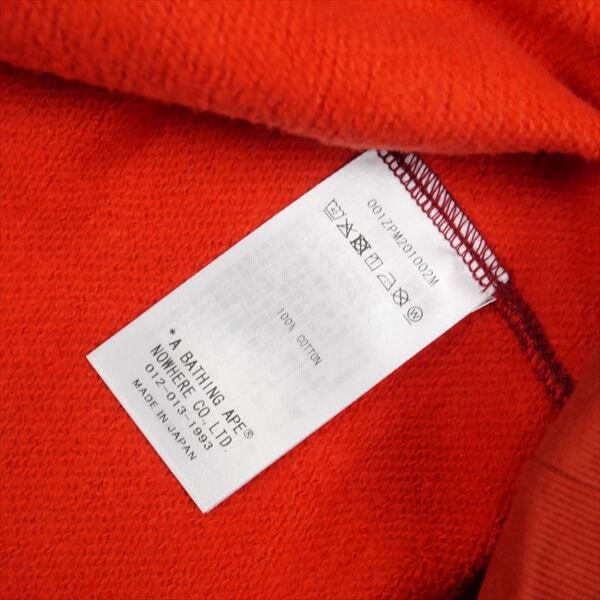 001ZPM201002M
100% COTTON
* A BATHING APE®
NOWHERE CO., LTD.
012-013-1993
MADE IN JAPAN